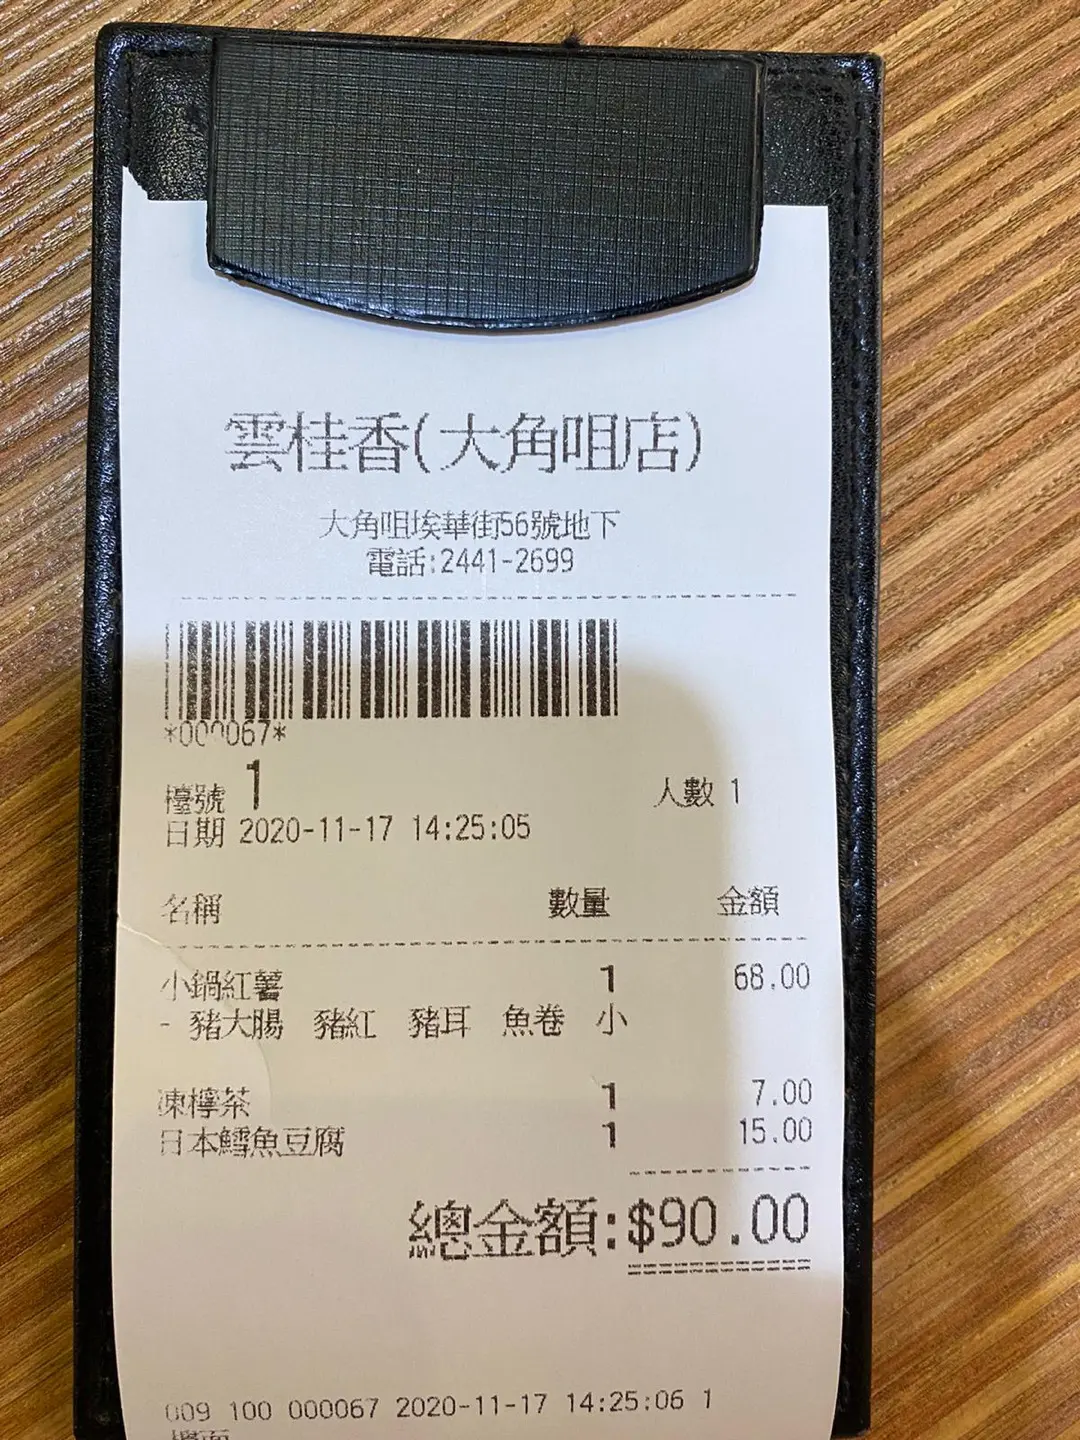 雲桂香(大角咀店)
大角咀埃華街56號地下
電話:2441-2699
*000067*
檯號 1 人數 1
日期 2020-11-17 14:25:05
名稱 數量 金額
小鍋紅薯 1 68.00
- 豬大腸 豬紅 豬耳 魚卷 小
凍檸茶 1 7.00
日本鱈魚豆腐 1 15.00
總金額:$90.00
009 100 000067 2020-11-17 14:25:06 1